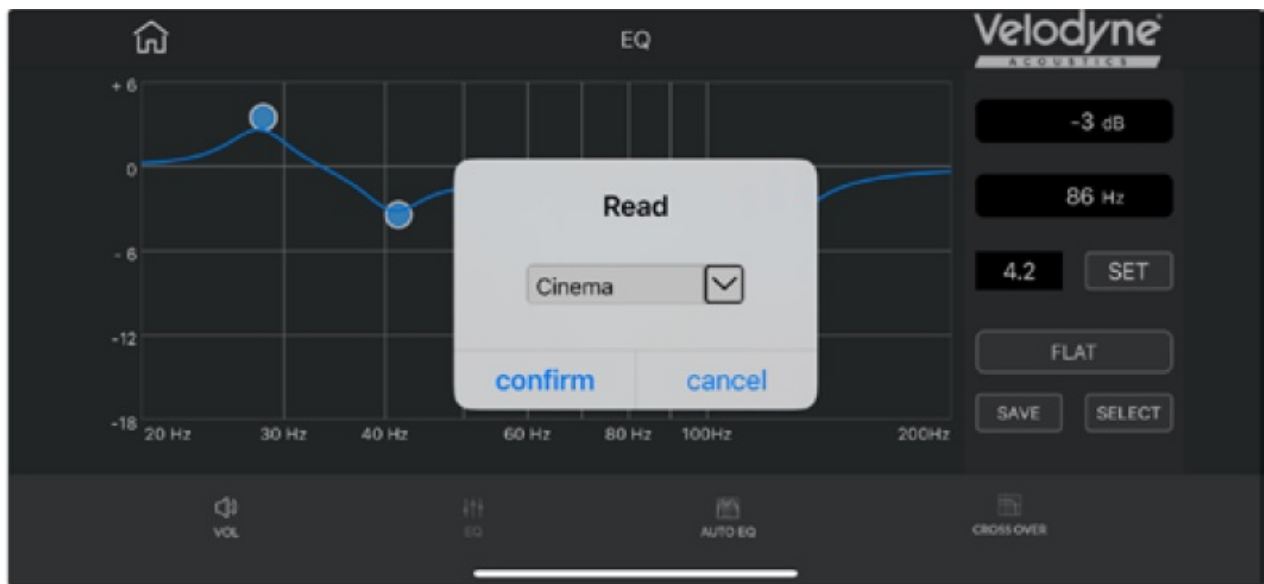 EQ
Velodyne
ACOUSTICS
+ 6
0
- 6
-12
-18
20 Hz 30 Hz 40 Hz 60 Hz 80 Hz 100Hz 200Hz
Read
Cinema
confirm cancel
-3 dB
86 Hz
4.2 SET
FLAT
SAVE SELECT
VOL EQ AUTO EQ CROSS OVER